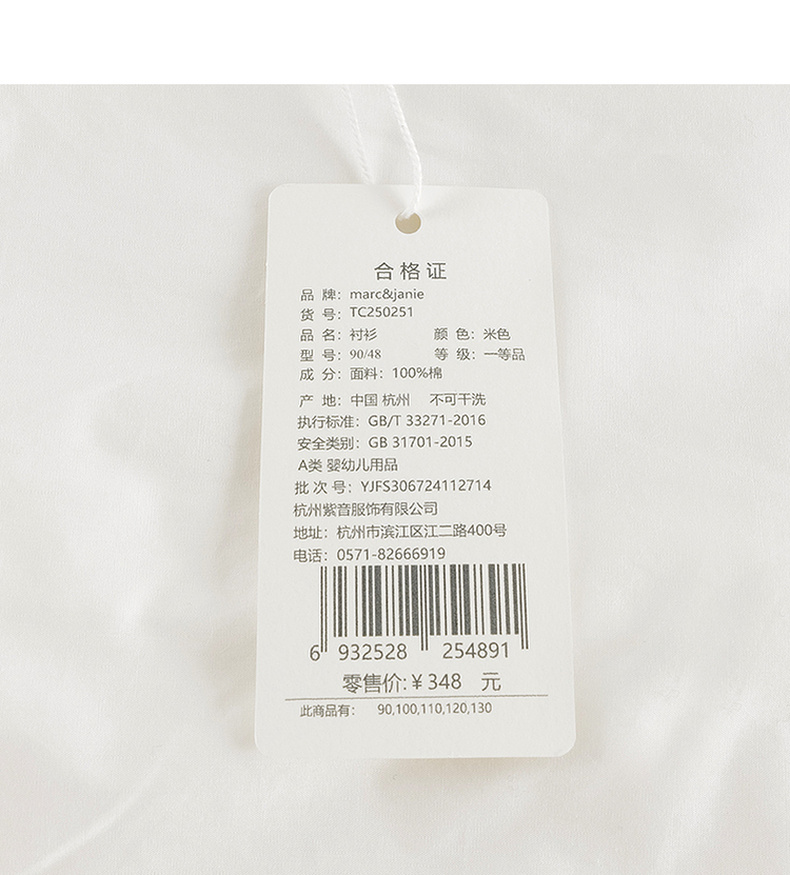 合格证
品 牌：marc&janie
货 号：TC250251
品 名：衬衫 颜 色：米色
型 号：90/48 等 级：一等品
成 分：面料：100%棉
产 地：中国 杭州 不可干洗
执行标准：GB/T 33271-2016
安全类别：GB 31701-2015
A类 婴幼儿用品
批 次 号：YJFS306724112714
杭州紫音服饰有限公司
地址：杭州市滨江区江二路400号
电话：0571-82666919
6 932528 254891
零售价:￥348 元
此商品有： 90,100,110,120,130